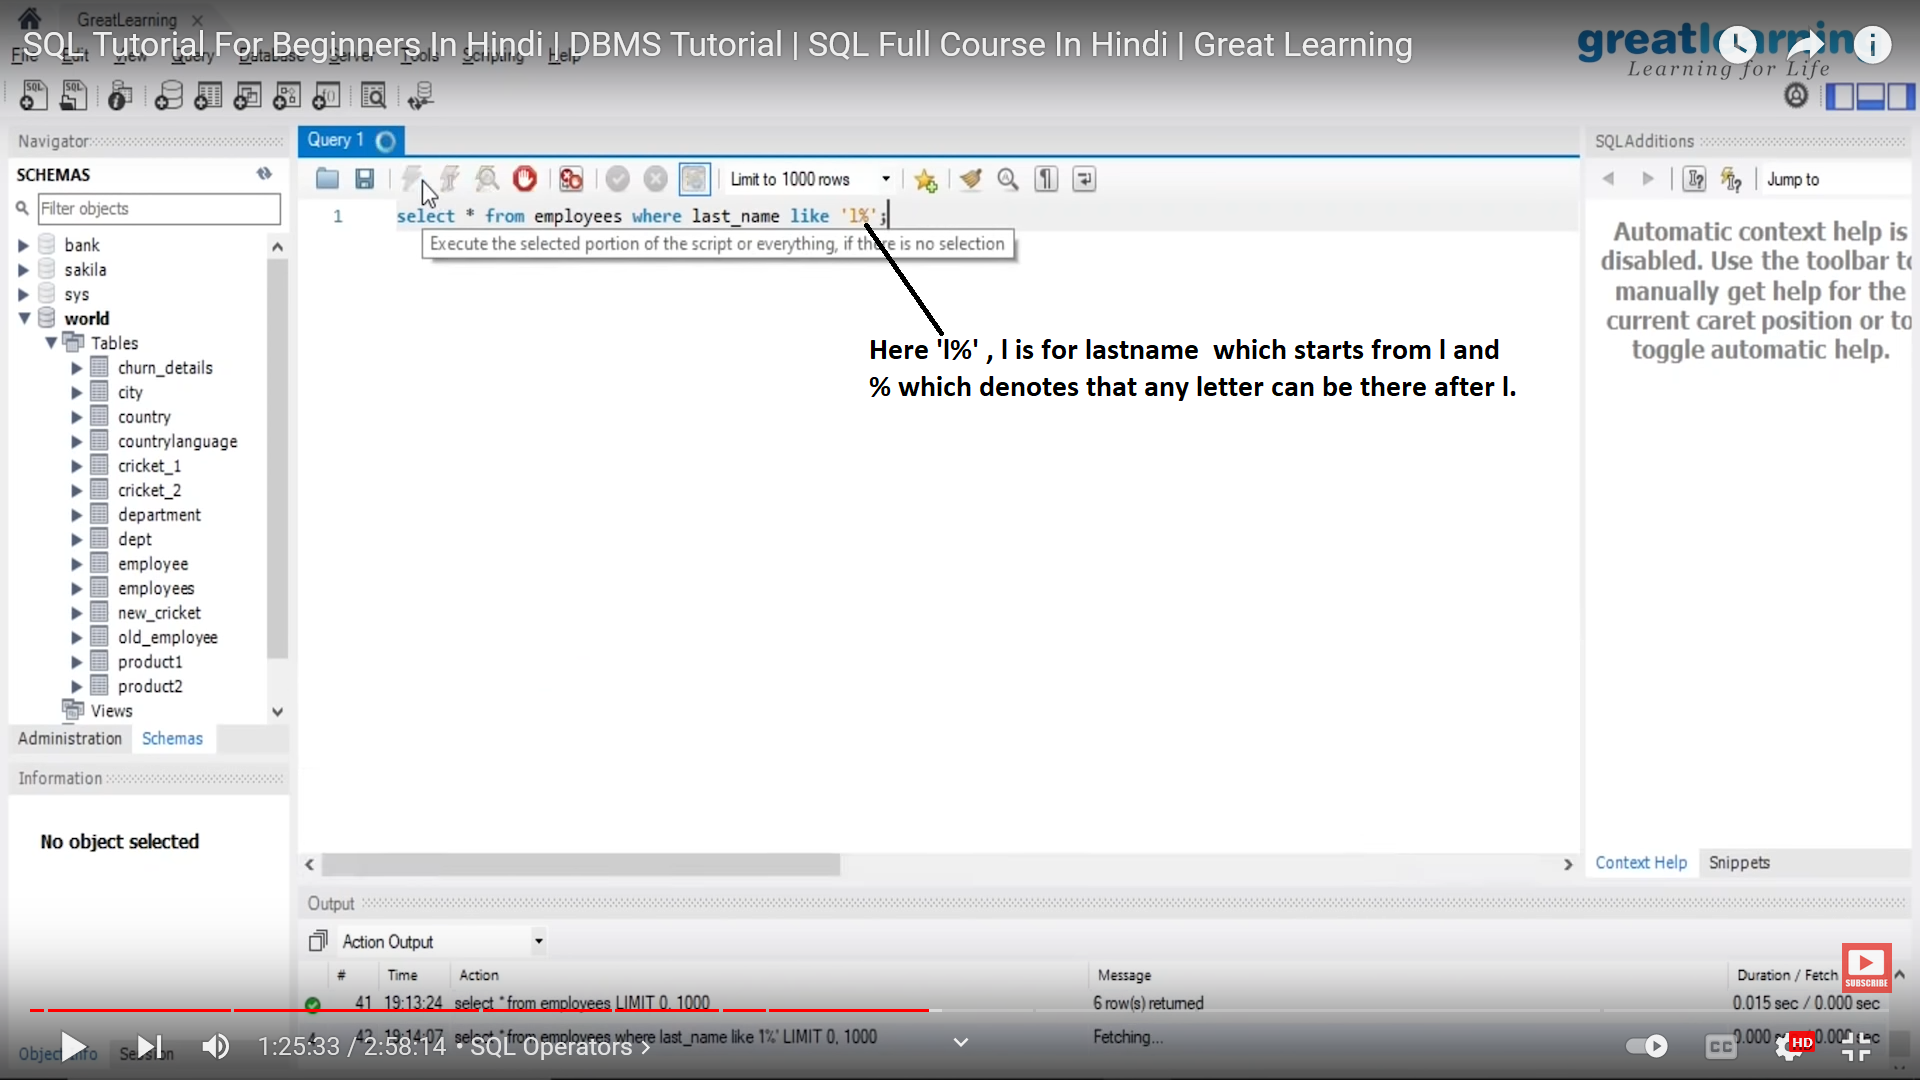 GreatLearning
SQL Tutorial For Beginners In Hindi | DBMS Tutorial | SQL Full Course In Hindi | Great Learning
File Edit View Query Database Server Tools Scripting Help
greatlearning
Learning for Life
Navigator
Query 1
SQLAdditions
SCHEMAS
Limit to 1000 rows
Jump to
Filter objects
1 select * from employees where last_name like 'l%';
Execute the selected portion of the script or everything, if there is no selection
Automatic context help is
disabled. Use the toolbar to
manually get help for the
current caret position or to
toggle automatic help.
bank
sakila
sys
world
Tables
churn_details
city
country
countrylanguage
cricket_1
cricket_2
department
dept
employee
employees
new_cricket
old_employee
product1
product2
Views
Here 'l%' , l is for lastname which starts from l and
% which denotes that any letter can be there after l.
Administration Schemas
Information
No object selected
Context Help Snippets
Output
Action Output
# Time Action Message Duration / Fetch
41 19:13:24 select * from employees LIMIT 0, 1000 6 row(s) returned 0.015 sec / 0.000 sec
42 19:14:07 select * from employees where last_name like 'l%' LIMIT 0, 1000 Fetching...
SUBSCRIBE
Object Info Session
1:25:33 / 2:58:14 • SQL Operators >
CC
HD